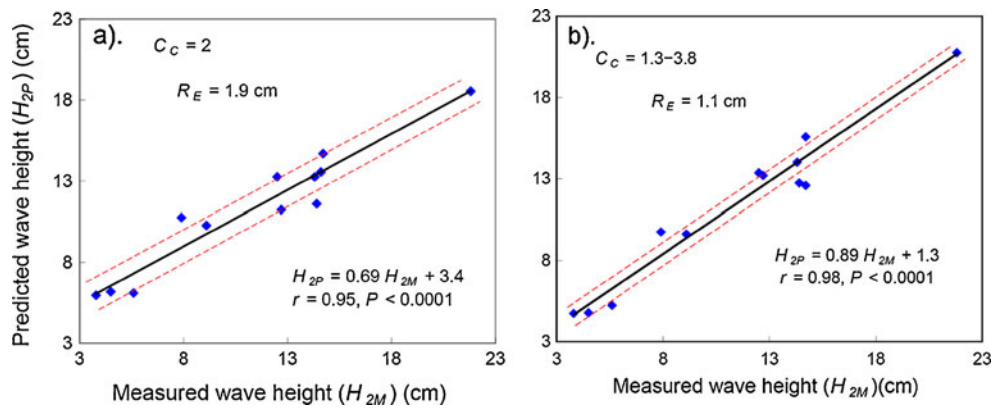 a).
C_C = 2
R_E = 1.9 cm
H_2P = 0.69 H_2M + 3.4
r = 0.95, P < 0.0001
Predicted wave height (H_2P) (cm)
23
18
13
8
3
3 8 13 18 23
Measured wave height (H_2M) (cm)
b).
C_C = 1.3–3.8
R_E = 1.1 cm
H_2P = 0.89 H_2M + 1.3
r = 0.98, P < 0.0001
23
18
13
8
3
3 8 13 18 23
Measured wave height (H_2M)(cm)